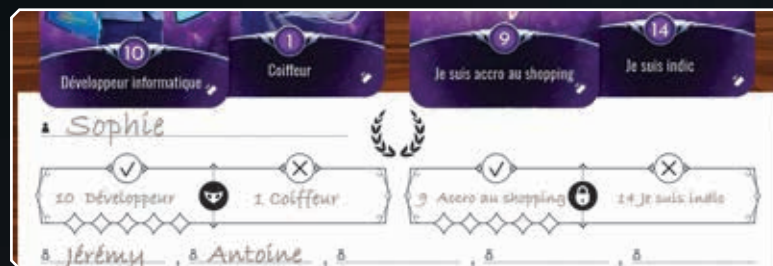 10 1 9 14
Développeur informatique Coiffeur Je suis accro au shopping Je suis indic
Sophie
10 Développeur 1 Coiffeur 9 Accro au shopping 14 Je suis indic
Jérémy , Antoine , , ,